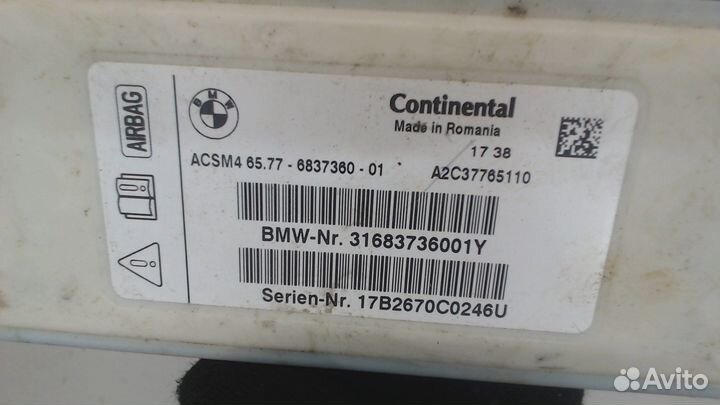 AIRBAG
BMW
Continental
Made in Romania
17 38
ACSM4 65.77 - 6837360 - 01 A2C37765110
BMW-Nr. 31683736001Y
Serien-Nr. 17B2670C0246U
Avito